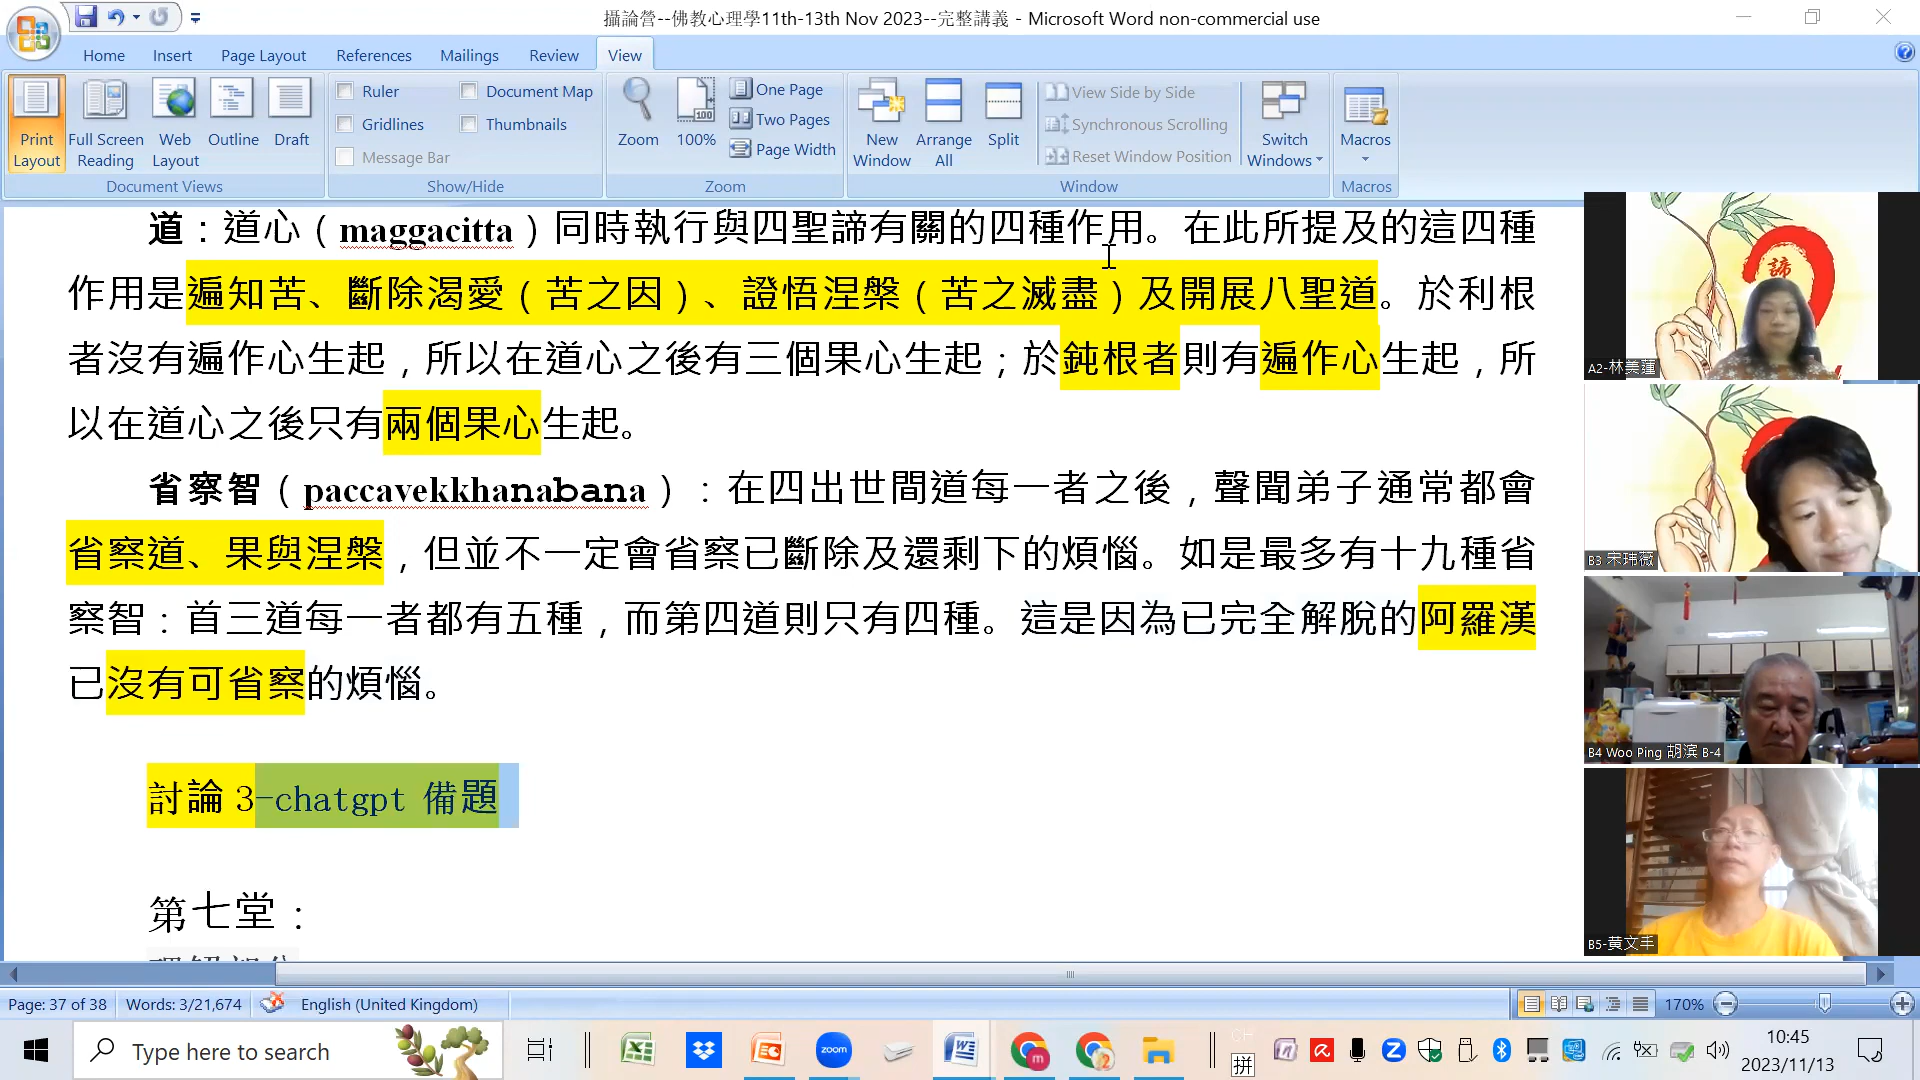 攝論營--佛教心理學11th-13th Nov 2023--完整講義 - Microsoft Word non-commercial use
Home Insert Page Layout References Mailings Review View
Print Layout
Full Screen Reading
Web Layout
Outline
Draft
Document Views
Ruler
Gridlines
Message Bar
Document Map
Thumbnails
Show/Hide
Zoom
100%
One Page
Two Pages
Page Width
Zoom
New Window
Arrange All
Split
View Side by Side
Synchronous Scrolling
Reset Window Position
Switch Windows
Window
Macros
Macros
道：道心（maggacitta）同時執行與四聖諦有關的四種作用。在此所提及的這四種
作用是遍知苦、斷除渴愛（苦之因）、證悟涅槃（苦之滅盡）及開展八聖道。於利根
者沒有遍作心生起，所以在道心之後有三個果心生起；於鈍根者則有遍作心生起，所
以在道心之後只有兩個果心生起。
省察智（paccavekkhanabana）：在四出世間道每一者之後，聲聞弟子通常都會
省察道、果與涅槃，但並不一定會省察已斷除及還剩下的煩惱。如是最多有十九種省
察智：首三道每一者都有五種，而第四道則只有四種。這是因為已完全解脫的阿羅漢
已沒有可省察的煩惱。
討論 3-chatgpt 備題
第七堂：
諦
A2-林美蓮
B3 宋玮薇
B4 Woo Ping 胡滨 B-4
B5-黃文丰
Page: 37 of 38
Words: 3/21,674
English (United Kingdom)
170%
Type here to search
zoom
拼
10:45
2023/11/13